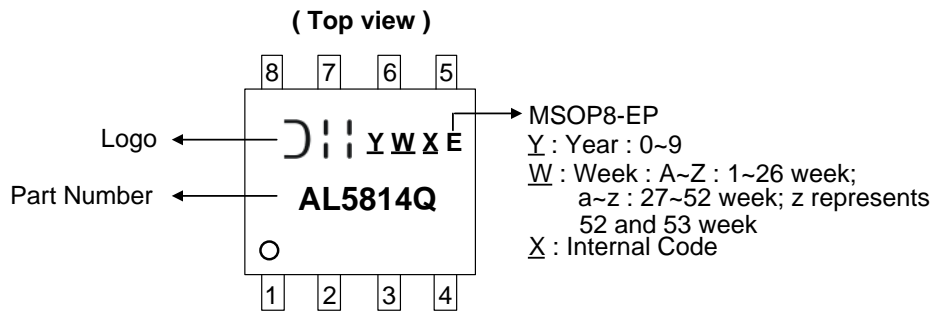 ( Top view )
8 7 6 5
Logo
Y W X E
MSOP8-EP
Y : Year : 0~9
W : Week : A~Z : 1~26 week;
a~z : 27~52 week; z represents
52 and 53 week
X : Internal Code
Part Number
AL5814Q
1 2 3 4